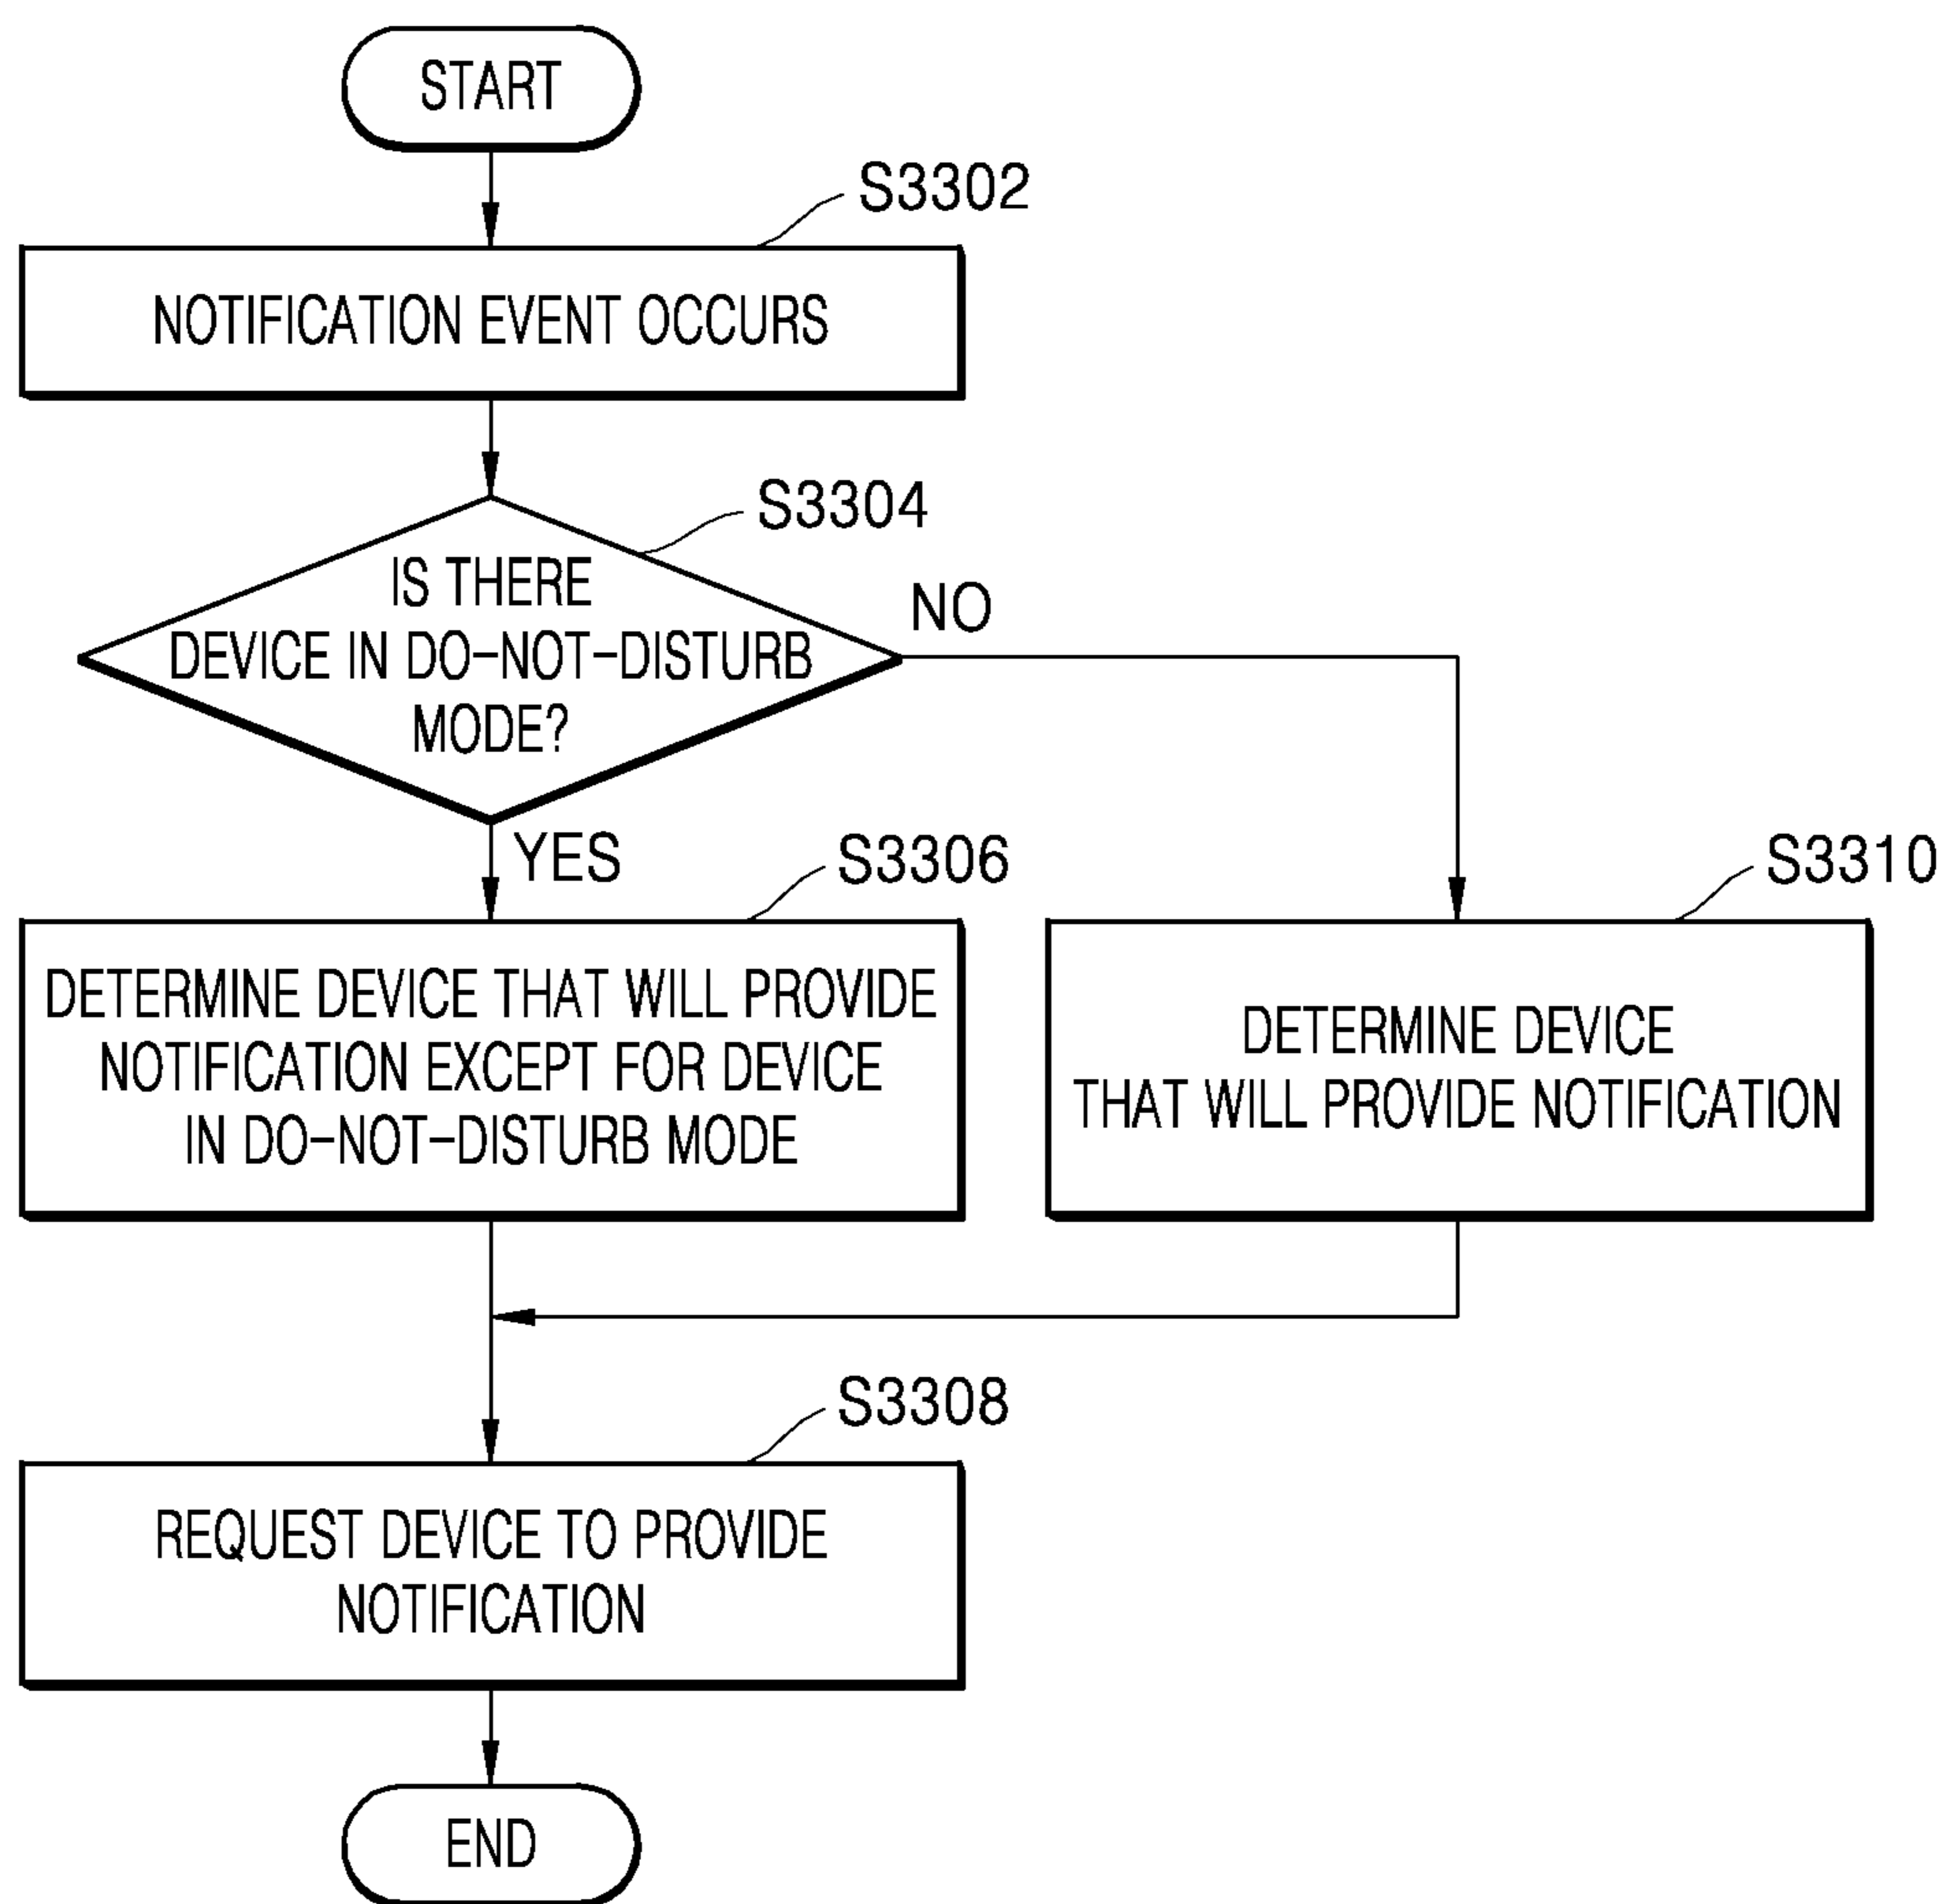 START
S3302
NOTIFICATION EVENT OCCURS
S3304
IS THERE
DEVICE IN DO-NOT-DISTURB
MODE?
NO
YES
S3306
DETERMINE DEVICE THAT WILL PROVIDE
NOTIFICATION EXCEPT FOR DEVICE
IN DO-NOT-DISTURB MODE
S3310
DETERMINE DEVICE
THAT WILL PROVIDE NOTIFICATION
S3308
REQUEST DEVICE TO PROVIDE
NOTIFICATION
END